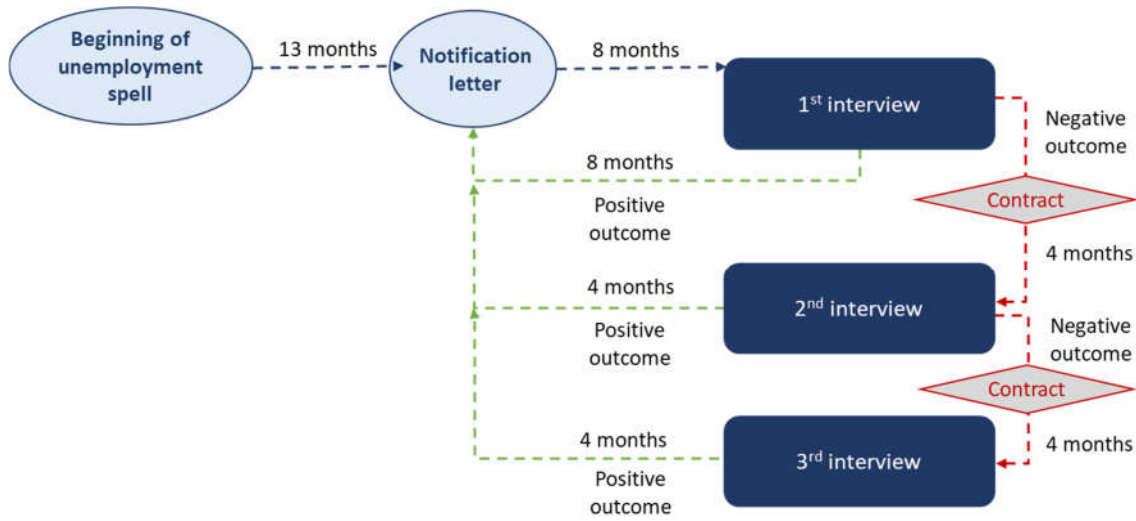 Beginning of
unemployment
spell
13 months
Notification
letter
8 months
1st interview
Negative
outcome
8 months
Positive
outcome
Contract
4 months
2nd interview
4 months
Positive
outcome
Negative
outcome
Contract
4 months
3rd interview
4 months
Positive
outcome